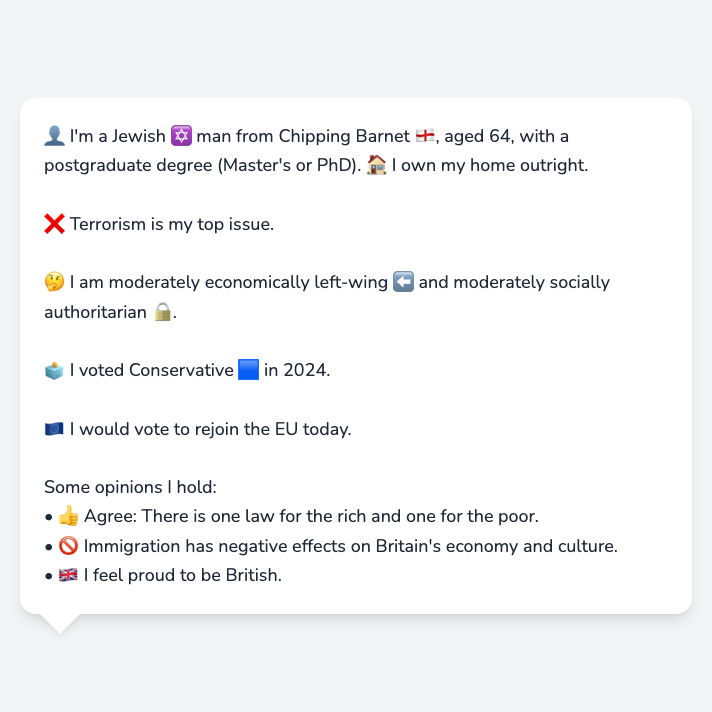 👤 I'm a Jewish ✡️ man from Chipping Barnet 🏴󠁧󠁢󠁥󠁮󠁧󠁿, aged 64, with a
postgraduate degree (Master's or PhD). 🏠 I own my home outright.
❌ Terrorism is my top issue.
🤔 I am moderately economically left-wing ⬅️ and moderately socially
authoritarian 🔒.
🗳️ I voted Conservative 🟦 in 2024.
🇪🇺 I would vote to rejoin the EU today.
Some opinions I hold:
• 👍 Agree: There is one law for the rich and one for the poor.
• 🚫 Immigration has negative effects on Britain's economy and culture.
• 🇬🇧 I feel proud to be British.